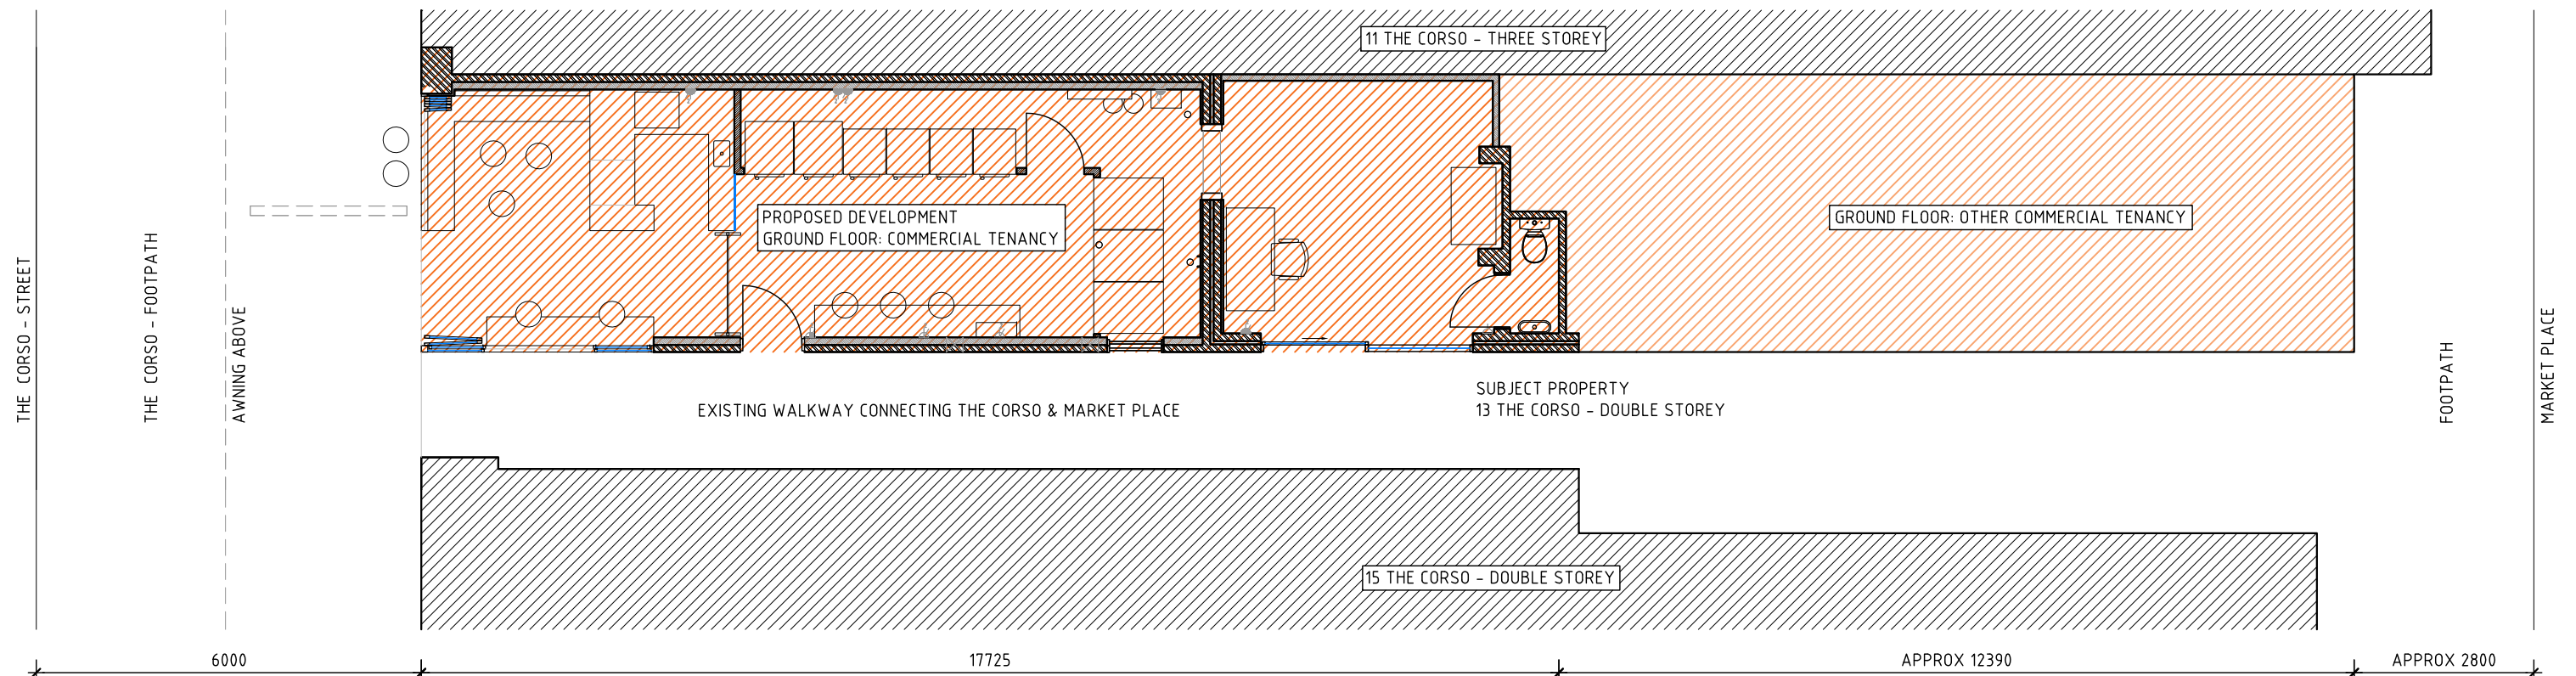 11 THE CORSO - THREE STOREY
PROPOSED DEVELOPMENT
GROUND FLOOR: COMMERCIAL TENANCY
GROUND FLOOR: OTHER COMMERCIAL TENANCY
THE CORSO - STREET
THE CORSO - FOOTPATH
AWNING ABOVE
EXISTING WALKWAY CONNECTING THE CORSO & MARKET PLACE
SUBJECT PROPERTY
13 THE CORSO - DOUBLE STOREY
FOOTPATH
MARKET PLACE
15 THE CORSO - DOUBLE STOREY
6000
17725
APPROX 12390
APPROX 2800